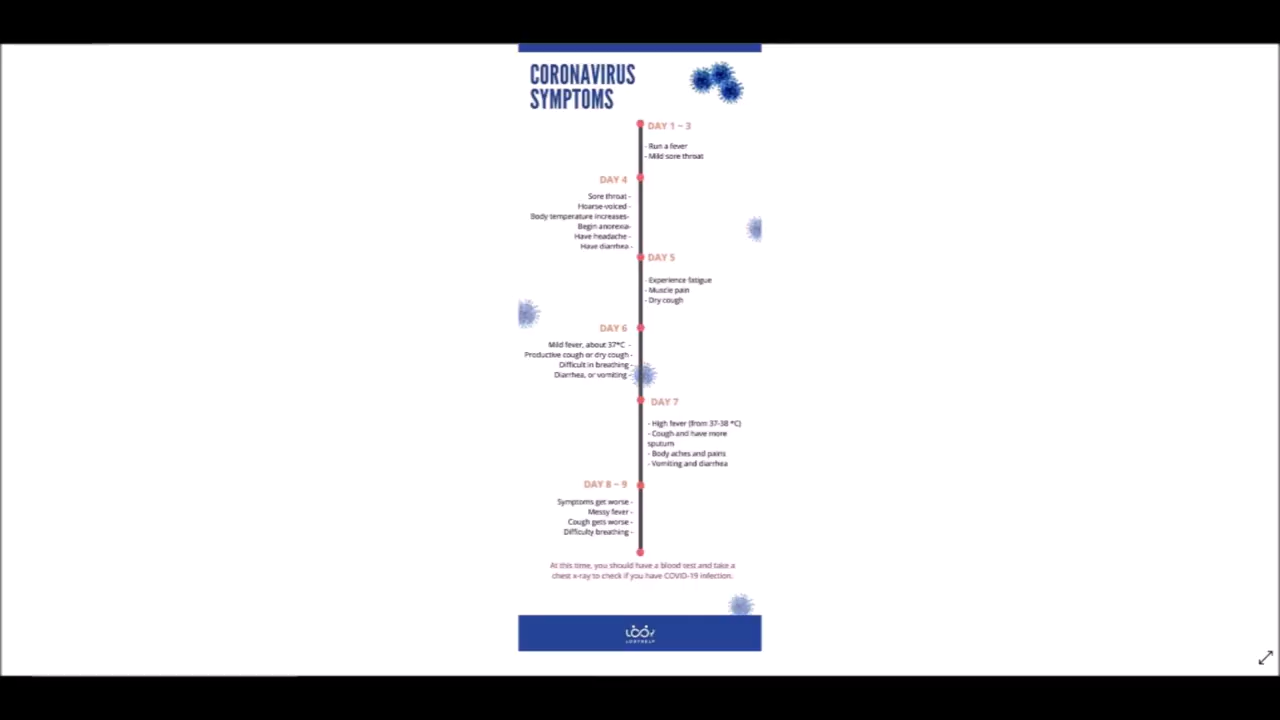 CORONAVIRUS
SYMPTOMS
DAY 1 - 3
- Run a fever
- Mild sore throat
DAY 4
Sore throat -
Hoarse-voiced -
Body temperature increases-
Begin anorexia-
Have headache -
Have diarrhea -
DAY 5
- Experience fatigue
- Muscle pain
- Dry cough
DAY 6
Mild fever, about 37*C -
Productive cough or dry cough -
Difficult in breathing -
Diarrhea, or vomiting -
DAY 7
- High fever (from 37-38 *C)
- Cough and have more
sputum
- Body aches and pains
- Vomiting and diarrhea
DAY 8 - 9
Symptoms get worse -
Messy fever -
Cough gets worse -
Difficulty breathing -
At this time, you should have a blood test and take a
chest x-ray to check if you have COVID-19 infection.